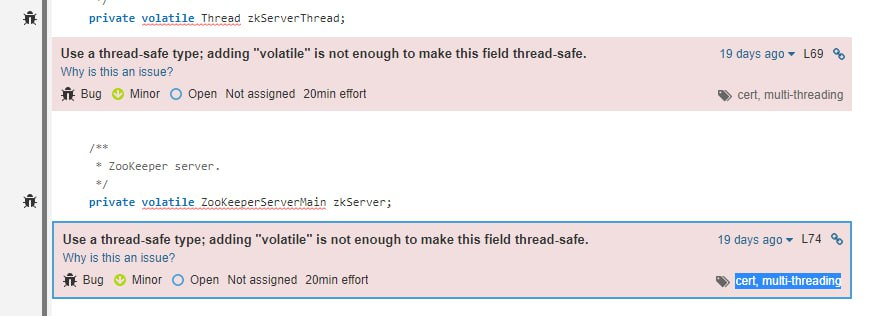 */
private volatile Thread zkServerThread;
Use a thread-safe type; adding "volatile" is not enough to make this field thread-safe. 19 days ago L69
Why is this an issue?
Bug Minor Open Not assigned 20min effort cert, multi-threading
/**
* ZooKeeper server.
*/
private volatile ZooKeeperServerMain zkServer;
Use a thread-safe type; adding "volatile" is not enough to make this field thread-safe. 19 days ago L74
Why is this an issue?
Bug Minor Open Not assigned 20min effort cert, multi-threading